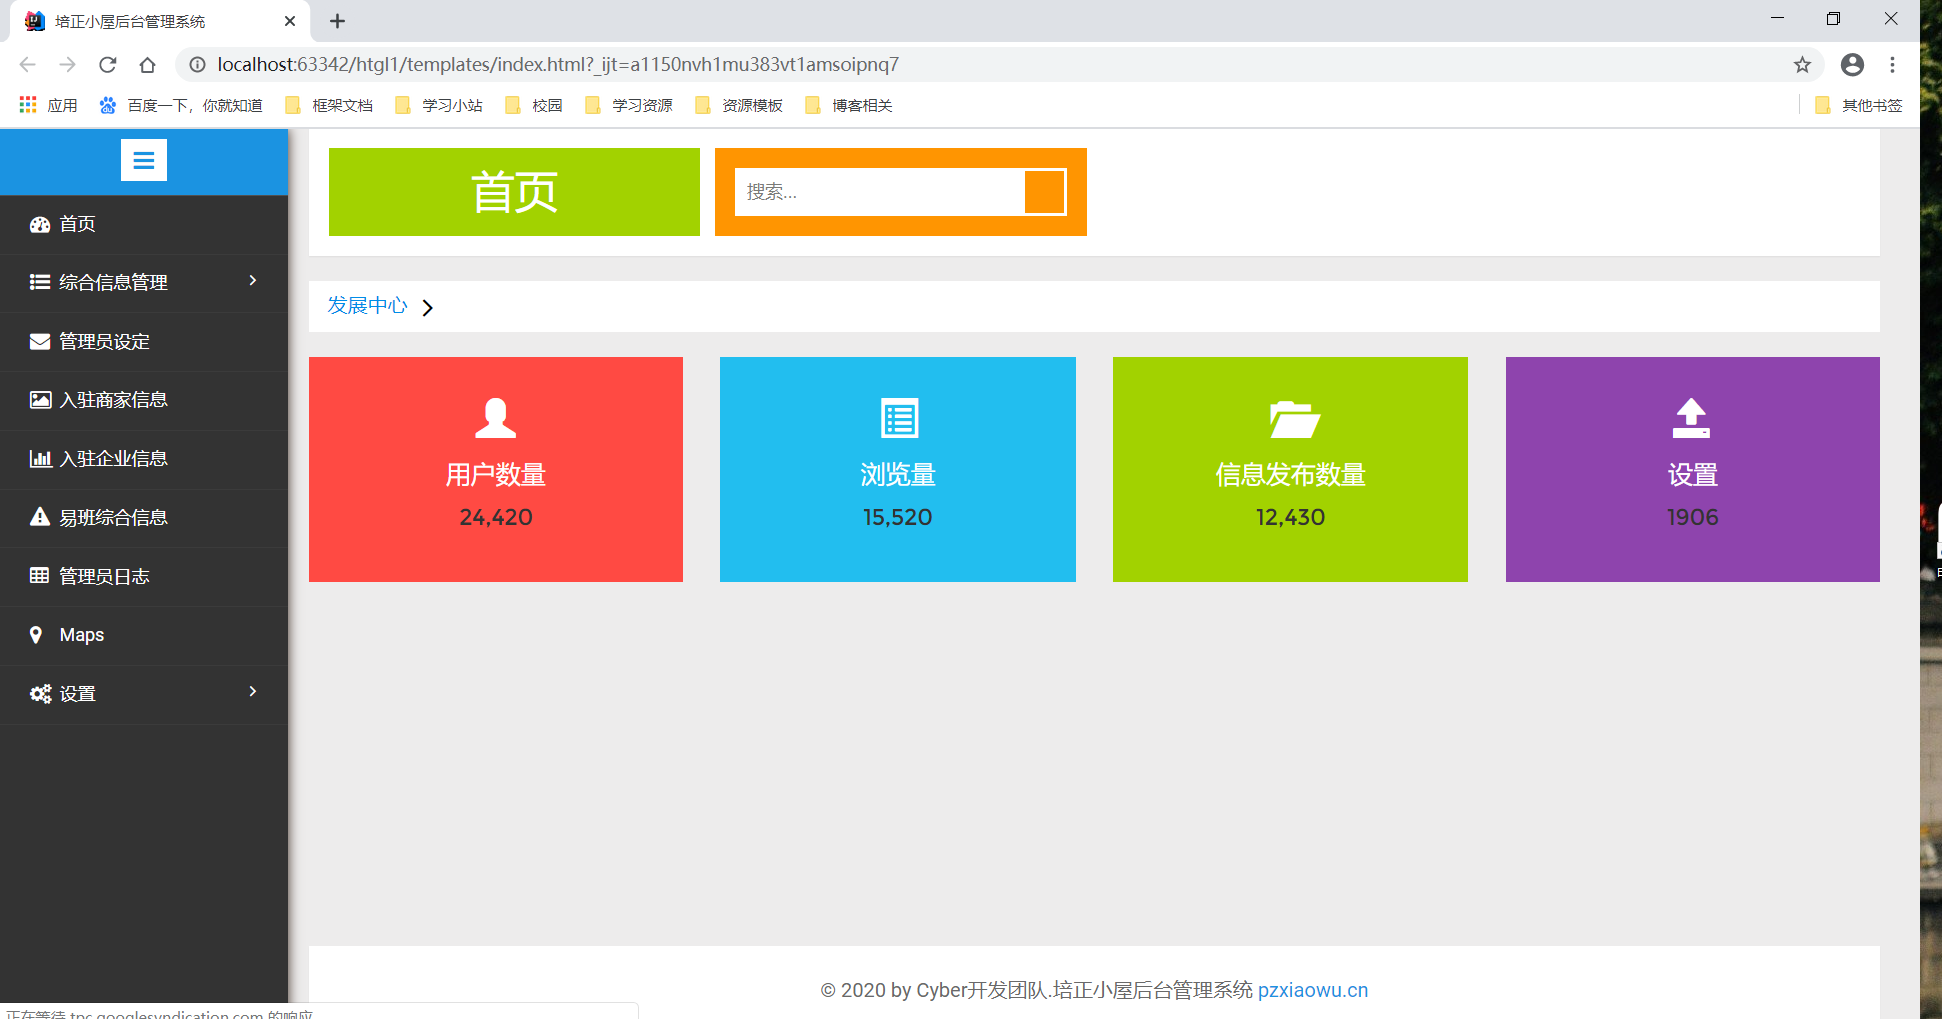 培正小屋后台管理系统
localhost:63342/htgl1/templates/index.html?_ijt=a1150nvh1mu383vt1amsoipnq7
应用 百度一下，你就知道 框架文档 学习小站 校园 学习资源 资源模板 博客相关 其他书签
首页
综合信息管理
管理员设定
入驻商家信息
入驻企业信息
易班综合信息
管理员日志
Maps
设置
首页
搜索...
发展中心
用户数量
24,420
浏览量
15,520
信息发布数量
12,430
设置
1906
© 2020 by Cyber开发团队.培正小屋后台管理系统 pzxiaowu.cn
正在等待 tpc.googlesyndication.com 的响应